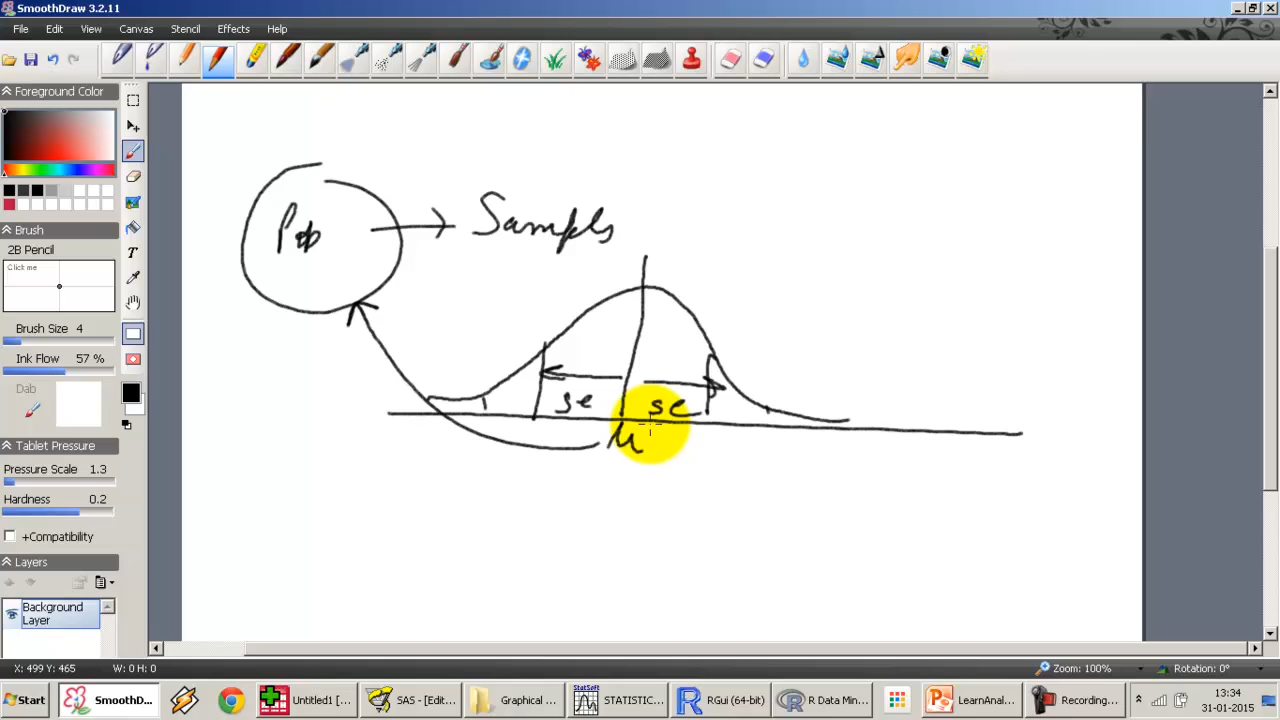 SmoothDraw 3.2.11
File Edit View Canvas Stencil Effects Help
Foreground Color
Brush
2B Pencil
Click me
Brush Size 4
Ink Flow 57 %
Dab
Tablet Pressure
Pressure Scale 1.3
Hardness 0.2
+Compatibility
Layers
Background
Layer
Pop
Samples
se
se
μ
X: 499 Y: 465 W: 0 H: 0 Zoom: 100% Rotation: 0°
Start SmoothD... Untitled1 [... SAS - [Edit... Graphical ... STATISTIC... RGui (64-bit) R Data Min... LearnAnal... Recording... 13:34
31-01-2015